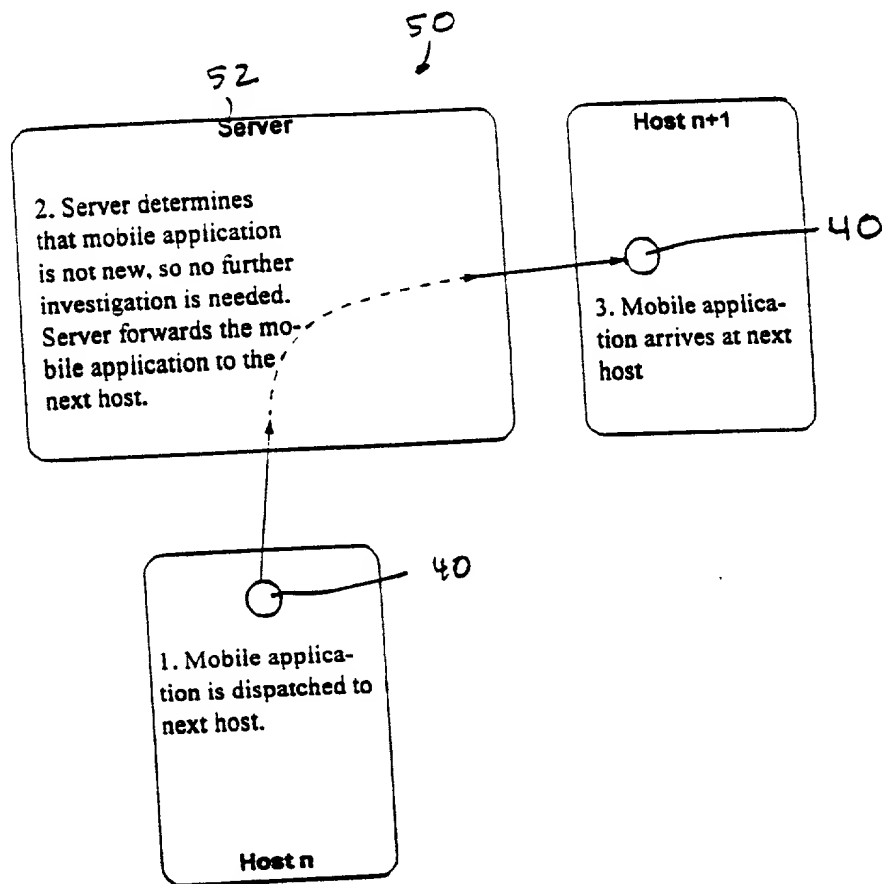 50
52
Server
2. Server determines
that mobile application
is not new, so no further
investigation is needed.
Server forwards the mo-
bile application to the
next host.
Host n+1
40
3. Mobile applica-
tion arrives at next
host
40
1. Mobile applica-
tion is dispatched to
next host.
Host n